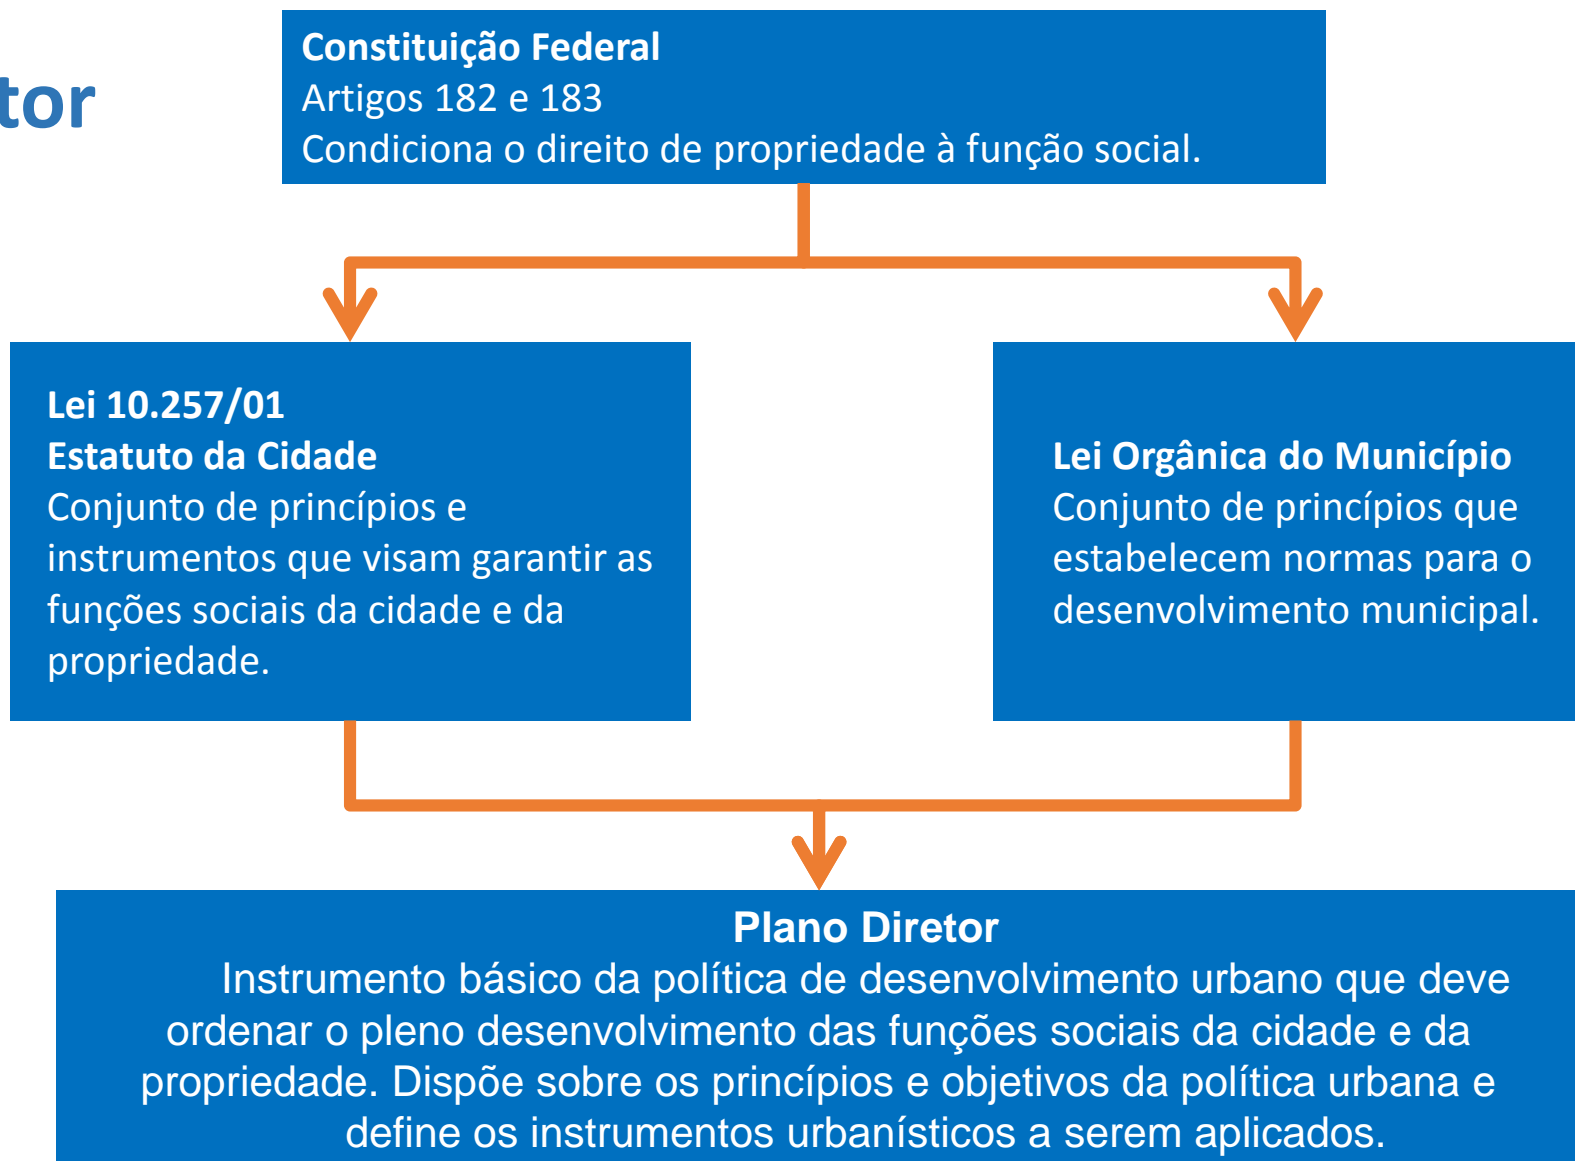 tor
Constituição Federal
Artigos 182 e 183
Condiciona o direito de propriedade à função social.
Lei 10.257/01
Estatuto da Cidade
Conjunto de princípios e
instrumentos que visam garantir as
funções sociais da cidade e da
propriedade.
Lei Orgânica do Município
Conjunto de princípios que
estabelecem normas para o
desenvolvimento municipal.
Plano Diretor
Instrumento básico da política de desenvolvimento urbano que deve
ordenar o pleno desenvolvimento das funções sociais da cidade e da
propriedade. Dispõe sobre os princípios e objetivos da política urbana e
define os instrumentos urbanísticos a serem aplicados.